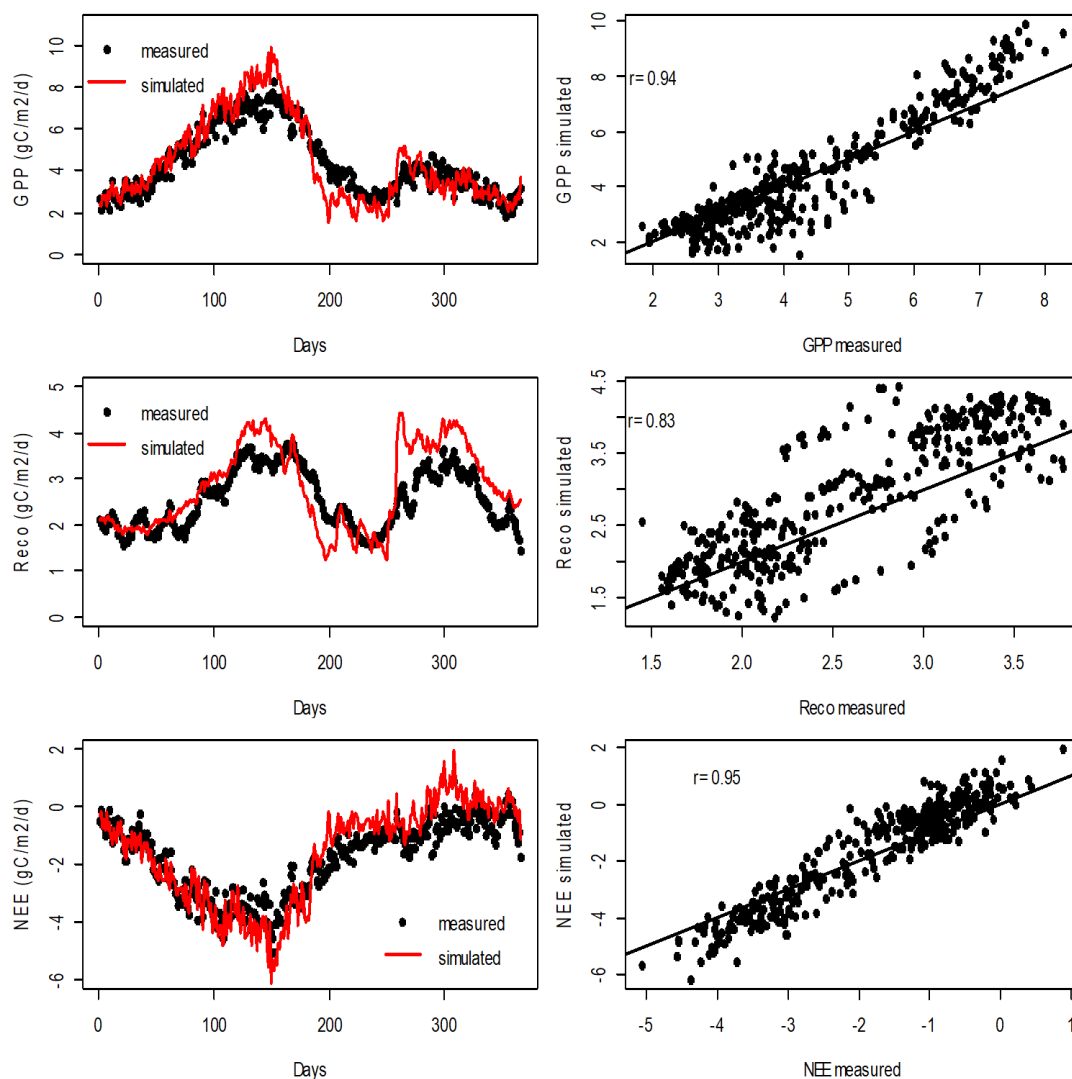 GPP (gC/m2/d)
10
8
6
4
2
0
measured
simulated
0 100 200 300
Days
GPP simulated
10
8
6
4
2
r= 0.94
2 3 4 5 6 7 8
GPP measured
Reco (gC/m2/d)
5
4
3
2
1
0
measured
simulated
0 100 200 300
Days
Reco simulated
4.5
3.5
2.5
1.5
r= 0.83
1.5 2.0 2.5 3.0 3.5
Reco measured
NEE (gC/m2/d)
2
0
-2
-4
-6
measured
simulated
0 100 200 300
Days
NEE simulated
2
0
-2
-4
-6
r= 0.95
-5 -4 -3 -2 -1 0 1
NEE measured